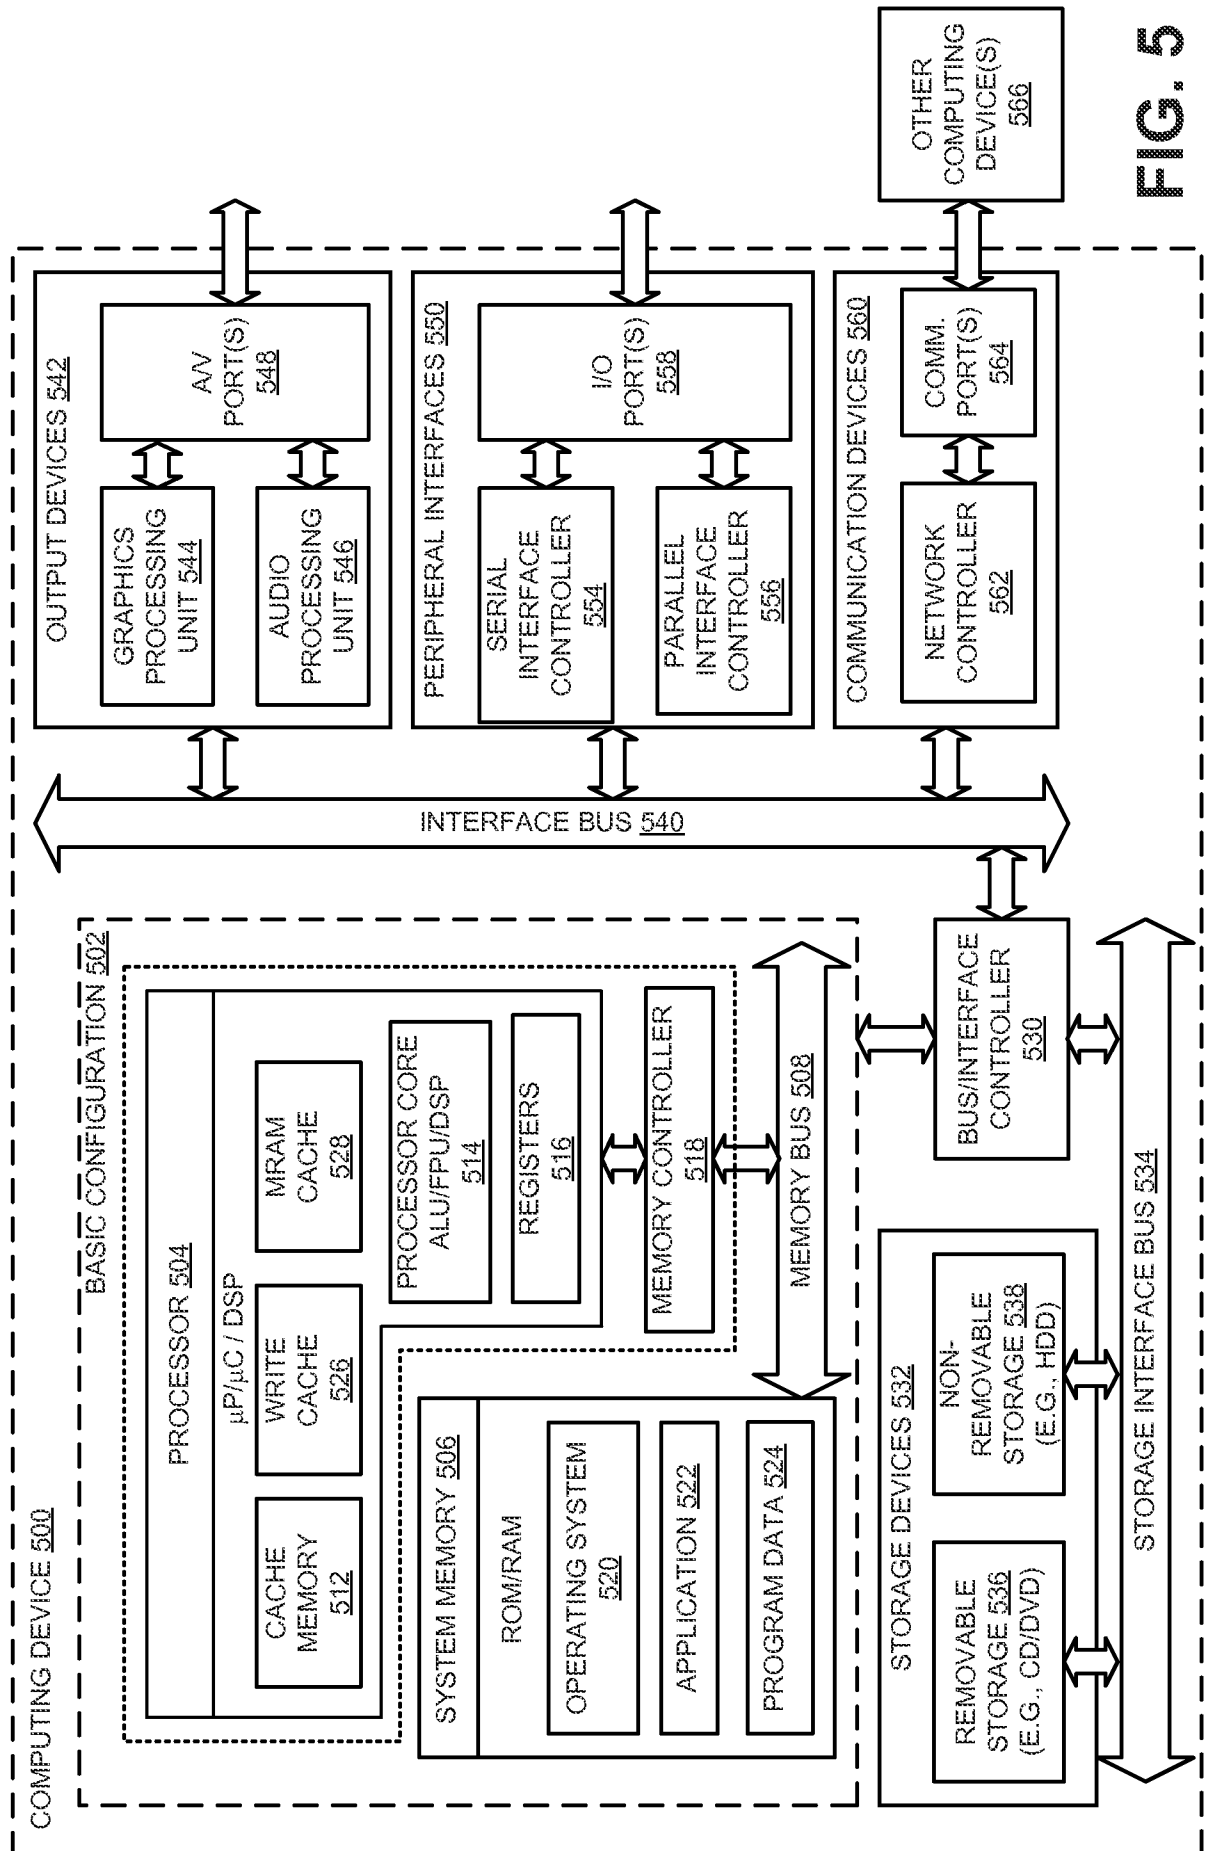 COMPUTING DEVICE 500
BASIC CONFIGURATION 502
PROCESSOR 504
µP/µC / DSP
CACHE
MEMORY
512
WRITE
CACHE
526
MRAM
CACHE
528
PROCESSOR CORE
ALU/FPU/DSP
514
REGISTERS
516
MEMORY CONTROLLER
518
SYSTEM MEMORY 506
ROM/RAM
OPERATING SYSTEM
520
APPLICATION 522
PROGRAM DATA 524
MEMORY BUS 508
BUS/INTERFACE
CONTROLLER
530
STORAGE DEVICES 532
REMOVABLE
STORAGE 536
(E.G., CD/DVD)
NON-
REMOVABLE
STORAGE 538
(E.G., HDD)
STORAGE INTERFACE BUS 534
INTERFACE BUS 540
OUTPUT DEVICES 542
GRAPHICS
PROCESSING
UNIT 544
AUDIO
PROCESSING
UNIT 546
A/V
PORT(S)
548
PERIPHERAL INTERFACES 550
SERIAL
INTERFACE
CONTROLLER
554
PARALLEL
INTERFACE
CONTROLLER
556
I/O
PORT(S)
558
COMMUNICATION DEVICES 560
NETWORK
CONTROLLER
562
COMM.
PORT(S)
564
OTHER
COMPUTING
DEVICE(S)
566
FIG. 5